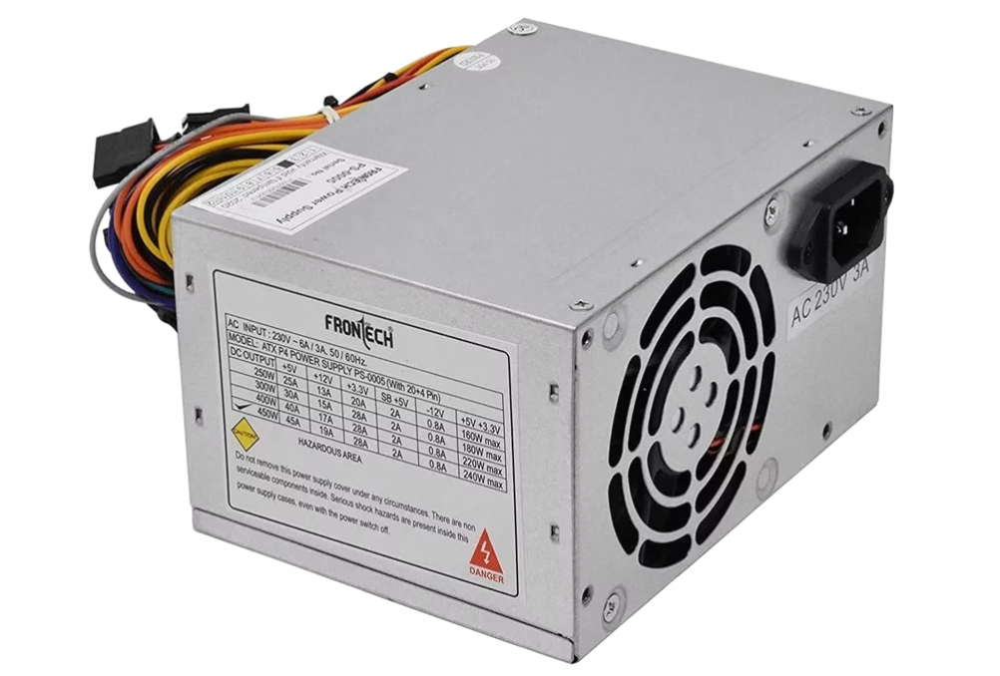 FRONTECH Power Supply
PS-0005
Serial No.:
FRONTECH®
AC INPUT : 230V ~ 6A / 3A. 50 / 60Hz.
MODEL: ATX P4 POWER SUPPLY PS-0005 (With 20+4 Pin)
DC OUTPUT +5V +12V +3.3V SB +5V -12V +5V +3.3V
250W 25A 13A 20A 2A 0.8A 160W max
300W 30A 15A 28A 2A 0.8A 180W max
400W 40A 17A 28A 2A 0.8A 220W max
450W 45A 19A 28A 2A 0.8A 240W max
CAUTION!
HAZARDOUS AREA
Do not remove this power supply cover under any circumstances. There are non
serviceable components inside. Serious shock hazards are present inside this
power supply cases, even with the power switch off.
DANGER
AC 230V 3A